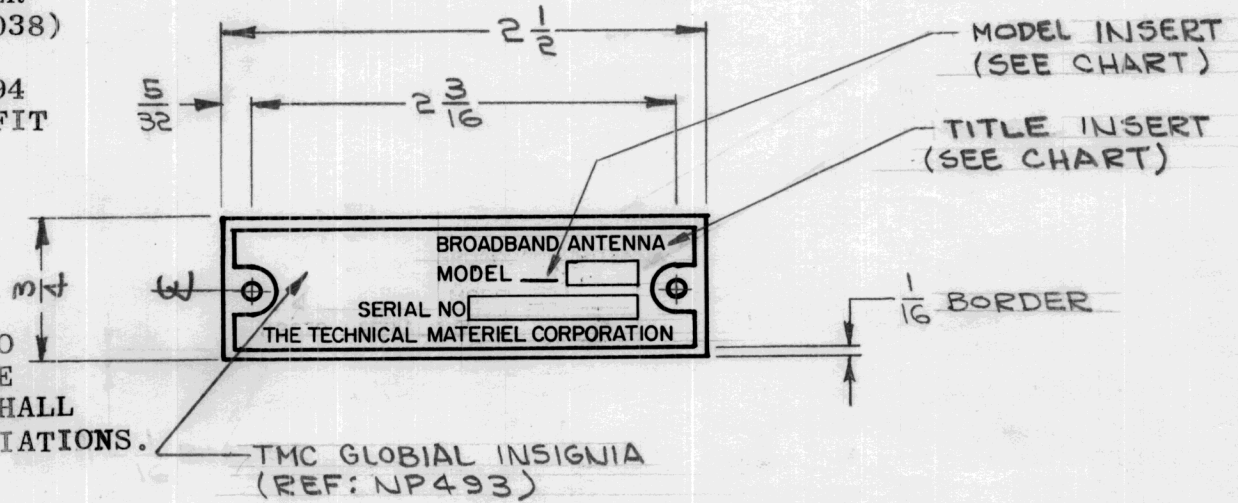 038)
94
FIT
HALL
IATIONS.
2 1/2
5/32
2 3/16
3/4
MODEL INSERT
(SEE CHART)
TITLE INSERT
(SEE CHART)
BROADBAND ANTENNA
MODEL
SERIAL NO
THE TECHNICAL MATERIEL CORPORATION
1/16 BORDER
TMC GLOBIAL INSIGNIA
(REF: NP493)